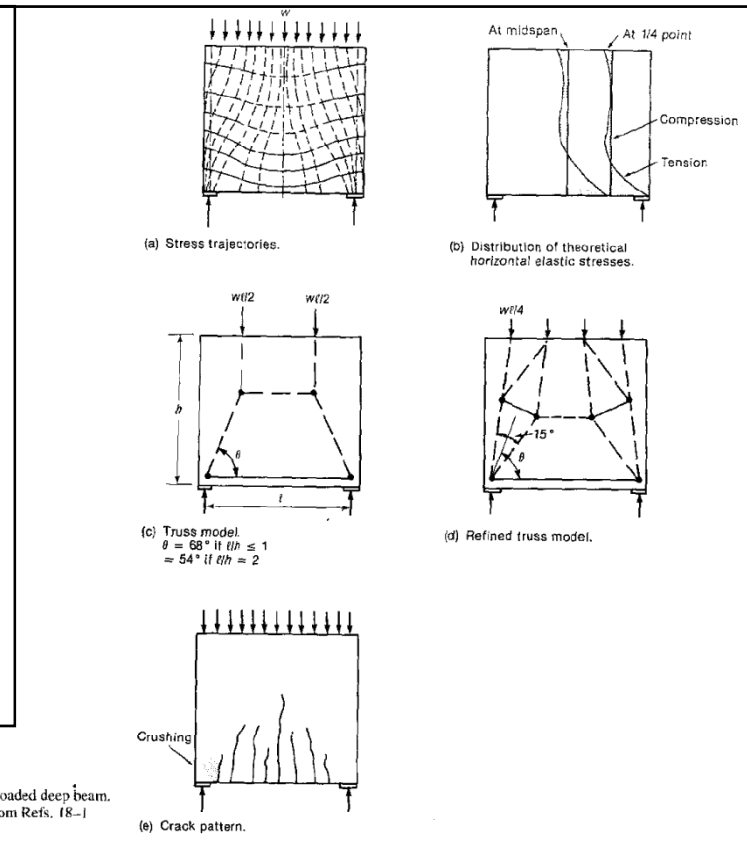 w
(a) Stress trajectories.
At midspan
At 1/4 point
Compression
Tension
(b) Distribution of theoretical
horizontal elastic stresses.
wℓ/2
wℓ/2
h
θ
ℓ
(c) Truss model.
θ = 68° if ℓ/h ≤ 1
= 54° if ℓ/h = 2
wℓ/4
15°
θ
(d) Refined truss model.
Crushing
(e) Crack pattern.
oaded deep beam.
om Refs. 18–1